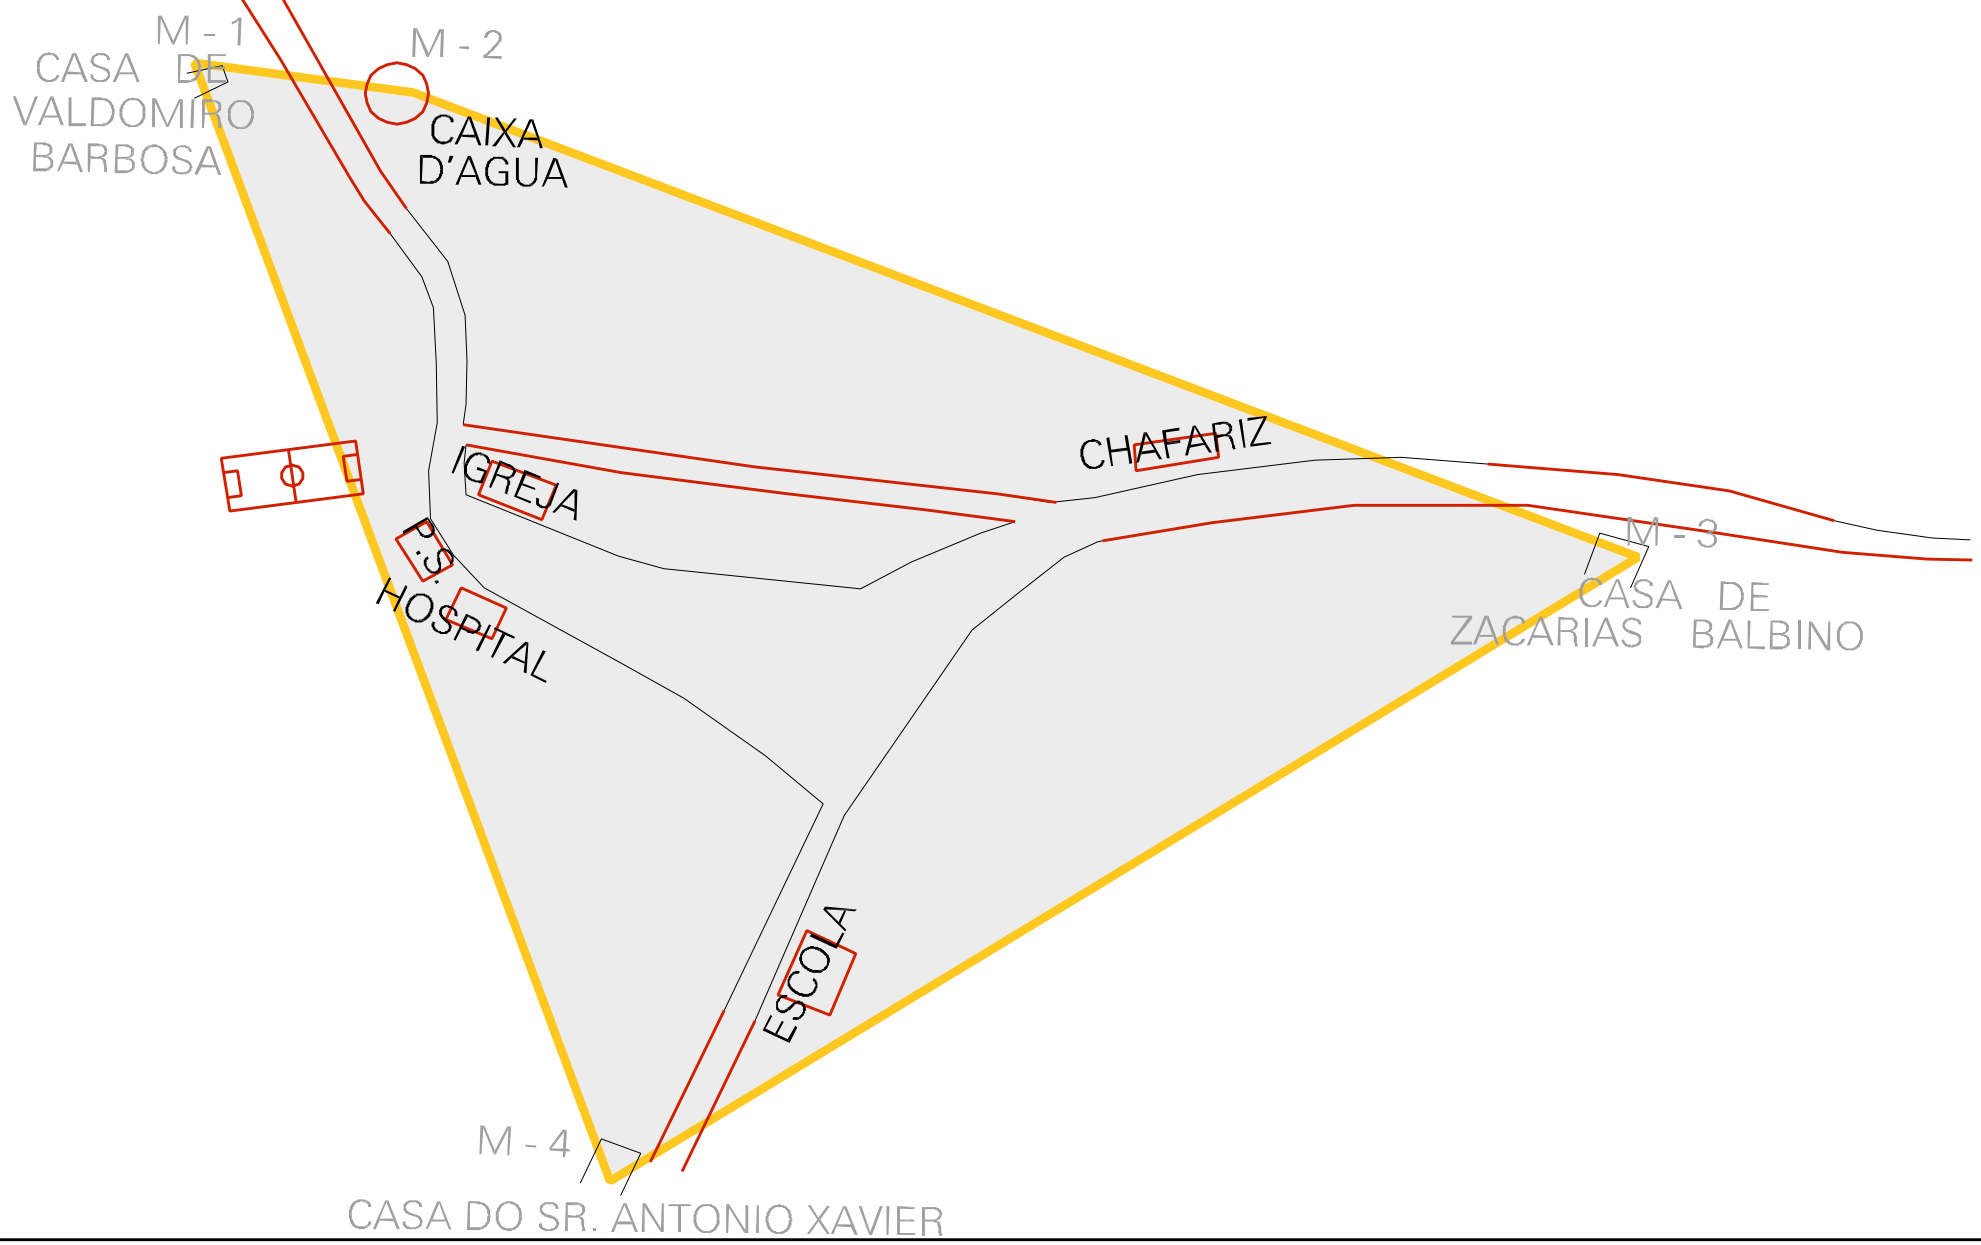 M - 1
CASA DE
VALDOMIRO
BARBOSA
M - 2
CAIXA
D'AGUA
CHAFARIZ
IGREJA
P.S.
HOSPITAL
M - 3
CASA DE
ZACARIAS BALBINO
ESCOLA
M - 4
CASA DO SR. ANTONIO XAVIER